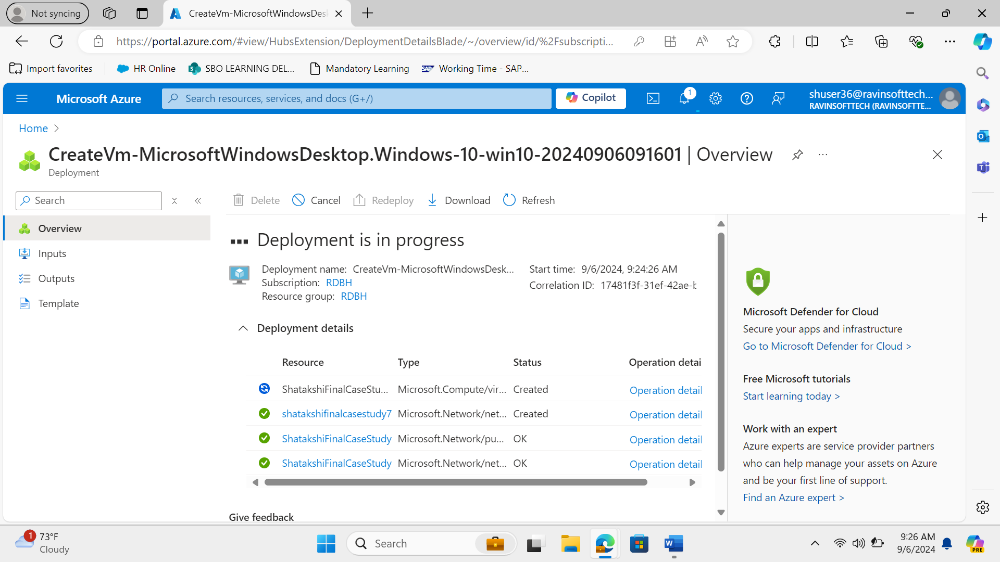 Not syncing
CreateVm-MicrosoftWindowsDesk
https://portal.azure.com/#view/HubsExtension/DeploymentDetailsBlade/~/overview/id/%2Fsubscripti...
Import favorites
HR Online
SBO LEARNING DEL...
Mandatory Learning
Working Time - SAP...
Microsoft Azure
Search resources, services, and docs (G+/)
Copilot
1
shuser36@ravinsofttech...
RAVINSOFTTECH (RAVINSOFTTE...
Home
CreateVm-MicrosoftWindowsDesktop.Windows-10-win10-20240906091601 | Overview
Deployment
Search
Delete
Cancel
Redeploy
Download
Refresh
Overview
Inputs
Outputs
Template
Deployment is in progress
Deployment name: CreateVm-MicrosoftWindowsDesk...
Subscription: RDBH
Resource group: RDBH
Start time: 9/6/2024, 9:24:26 AM
Correlation ID: 17481f3f-31ef-42ae-b
Deployment details
Resource Type Status Operation detai
ShatakshiFinalCaseStu... Microsoft.Compute/vir... Created Operation detail
shatakshifinalcasestudy7 Microsoft.Network/net... Created Operation detail
ShatakshiFinalCaseStudy Microsoft.Network/pu... OK Operation detail
ShatakshiFinalCaseStudy Microsoft.Network/net... OK Operation detail
Give feedback
Microsoft Defender for Cloud
Secure your apps and infrastructure
Go to Microsoft Defender for Cloud >
Free Microsoft tutorials
Start learning today >
Work with an expert
Azure experts are service provider partners
who can help manage your assets on Azure
and be your first line of support.
Find an Azure expert >
1
73°F
Cloudy
Search
9:26 AM
9/6/2024
PRE